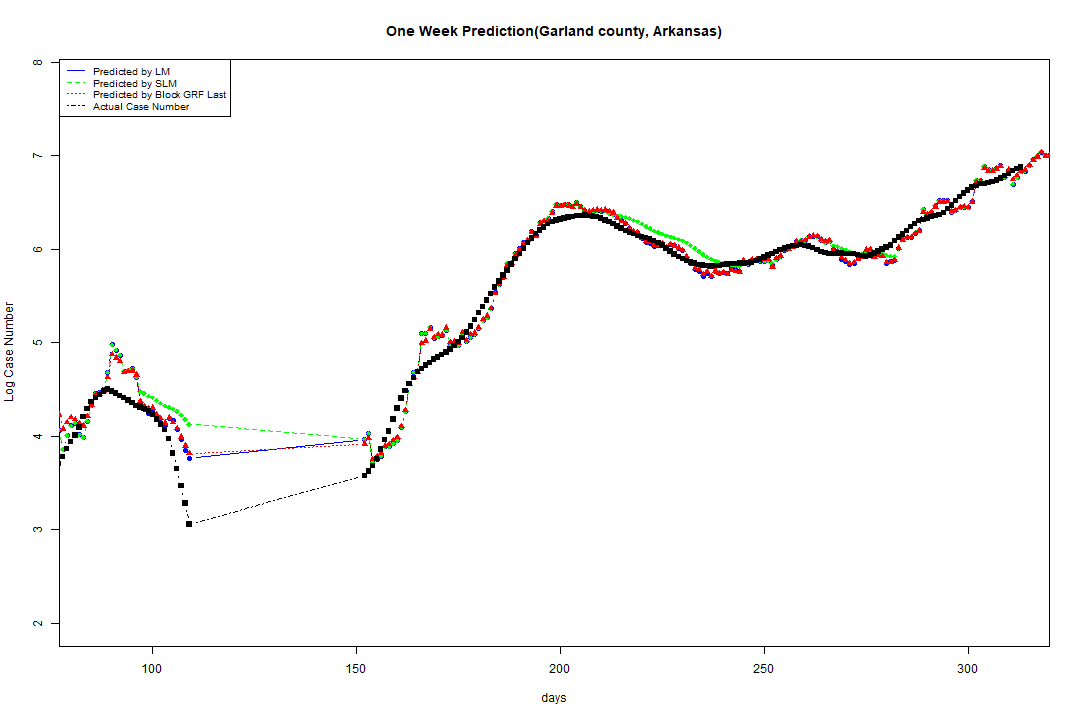 One Week Prediction(Garland county, Arkansas)
Predicted by LM
Predicted by SLM
Predicted by Block GRF Last
Actual Case Number
Log Case Number
8
7
6
5
4
3
2
100 150 200 250 300
days